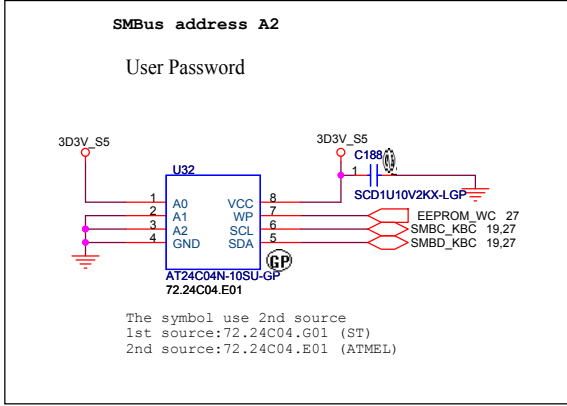 SMBus address A2
User Password
3D3V_S5
3D3V_S5
C188
1
SCD1U10V2KX-LGP
U32
1 A0 VCC 8
2 A1 WP 7 EEPROM_WC 27
3 A2 SCL 6 SMBC_KBC 19,27
4 GND SDA 5 SMBD_KBC 19,27
GP
AT24C04N-10SU-GP
72.24C04.E01
The symbol use 2nd source
1st source:72.24C04.G01 (ST)
2nd source:72.24C04.E01 (ATMEL)